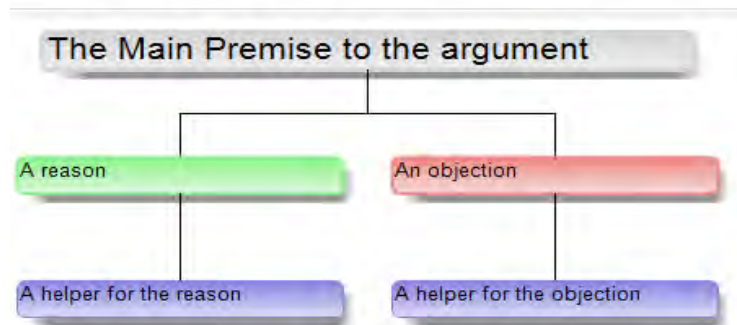 The Main Premise to the argument
A reason
An objection
A helper for the reason
A helper for the objection